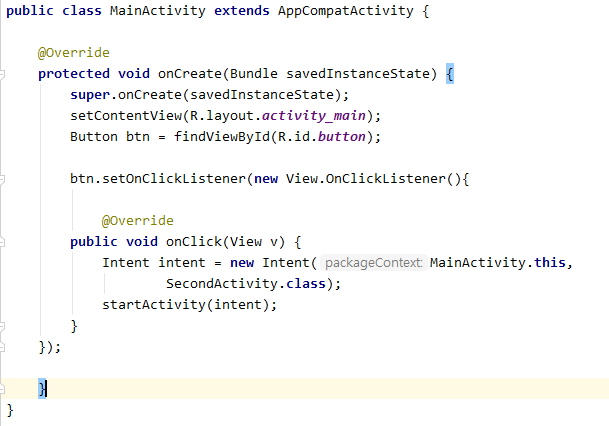 public class MainActivity extends AppCompatActivity {
@Override
protected void onCreate(Bundle savedInstanceState) {
super.onCreate(savedInstanceState);
setContentView(R.layout.activity_main);
Button btn = findViewById(R.id.button);
btn.setOnClickListener(new View.OnClickListener(){
@Override
public void onClick(View v) {
Intent intent = new Intent( packageContext: MainActivity.this,
SecondActivity.class);
startActivity(intent);
}
});
}
}